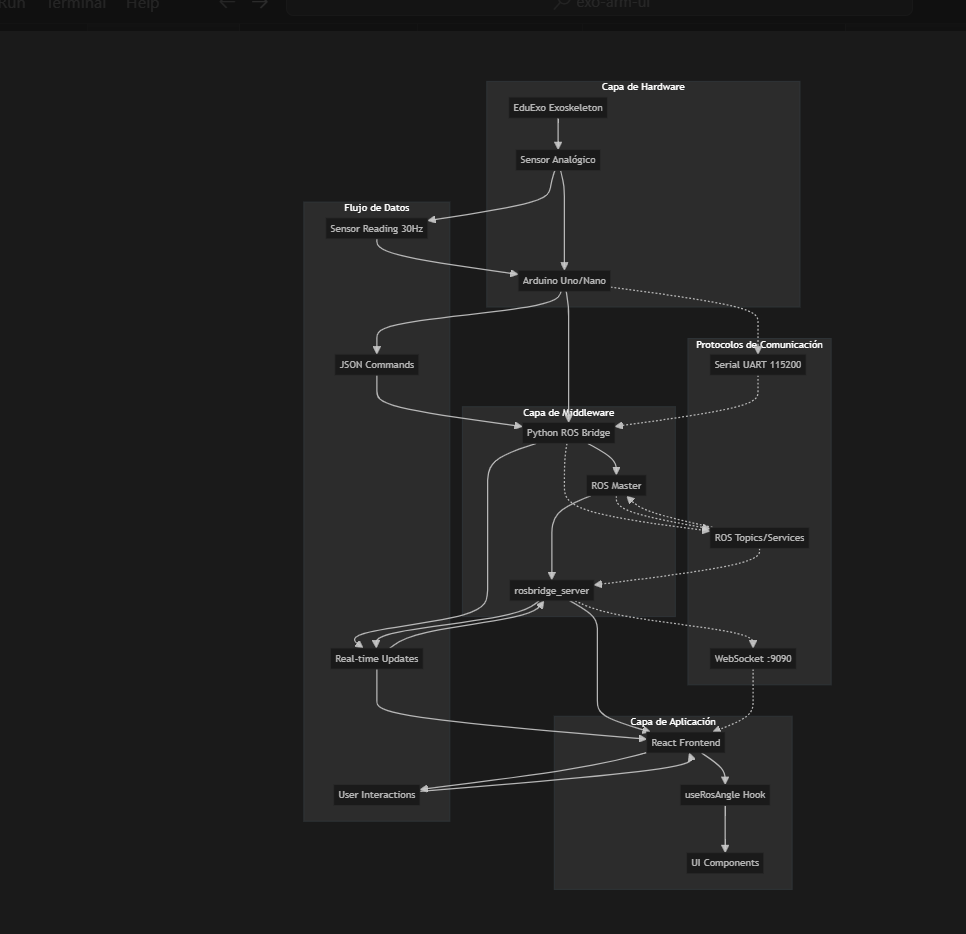 Run Terminal Help
exo-arm-ui
Capa de Hardware
EduExo Exoskeleton
Sensor Analógico
Flujo de Datos
Sensor Reading 30Hz
Arduino Uno/Nano
Protocolos de Comunicación
JSON Commands
Serial UART 115200
Capa de Middleware
Python ROS Bridge
ROS Master
ROS Topics/Services
rosbridge_server
Real-time Updates
WebSocket :9090
Capa de Aplicación
React Frontend
User Interactions
useRosAngle Hook
UI Components